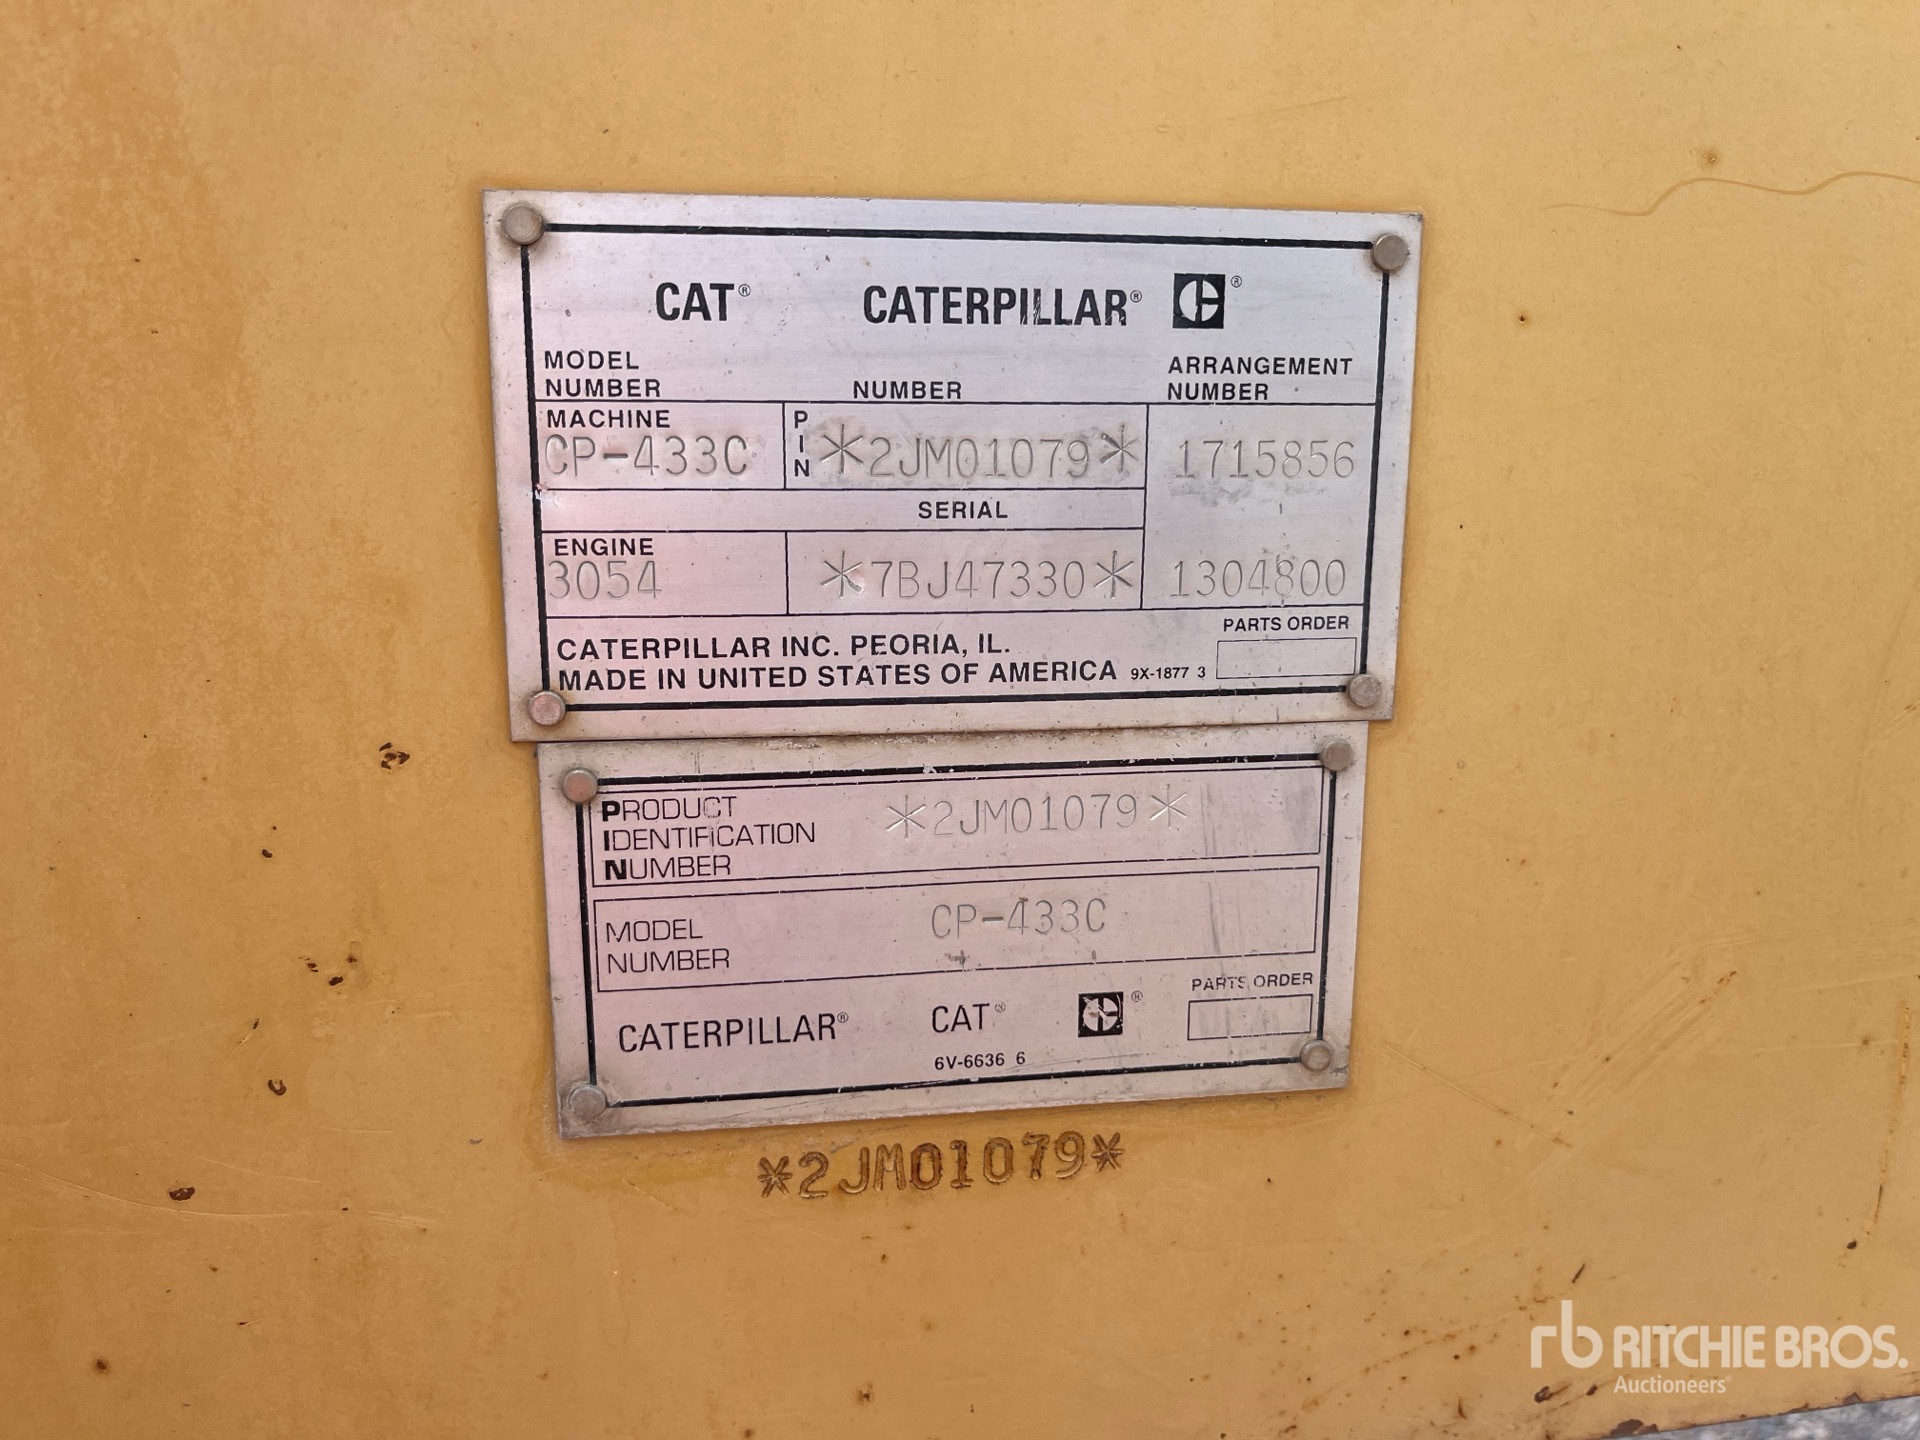 CAT® CATERPILLAR® ®
MODEL NUMBER NUMBER ARRANGEMENT NUMBER
MACHINE PIN
CP-433C *2JM01079* 1715856
SERIAL
ENGINE
3054 *7BJ47330* 1304800
CATERPILLAR INC. PEORIA, IL. PARTS ORDER
MADE IN UNITED STATES OF AMERICA 9X-1877 3
PRODUCT IDENTIFICATION NUMBER *2JM01079*
MODEL NUMBER CP-433C
PARTS ORDER
CATERPILLAR® CAT® ®
6V-6636 6
*2JM01079*
rb RITCHIE BROS.
Auctioneers